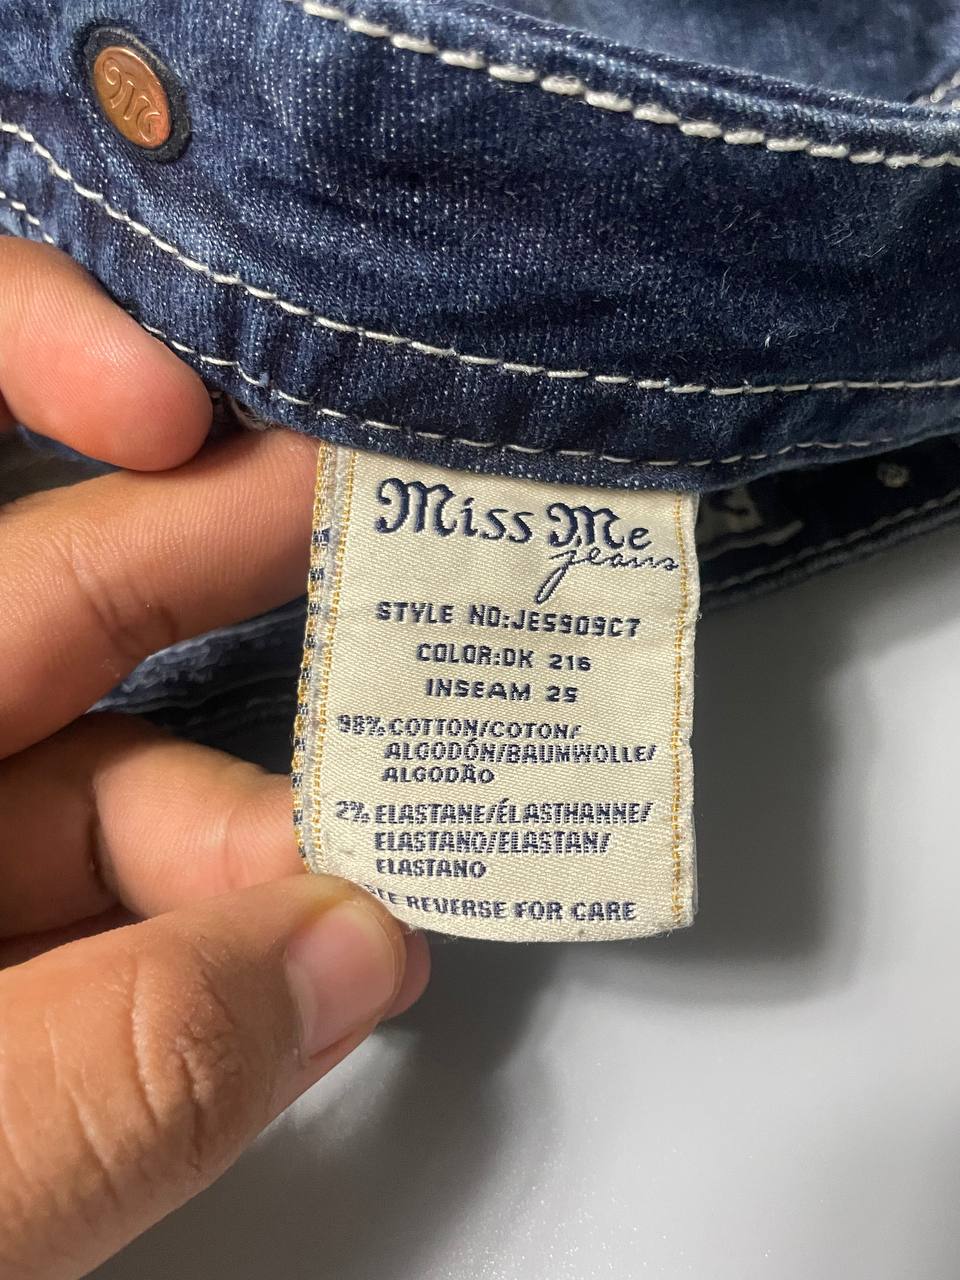 Miss Me
jeans
STYLE NO:JE5909C7
COLOR:DK 216
INSEAM 25
98% COTTON/COTON/
ALGODÓN/BAUMWOLLE/
ALGODÃO
2% ELASTANE/ÉLASTHANNE/
ELASTANO/ELASTAN/
ELASTANO
SEE REVERSE FOR CARE